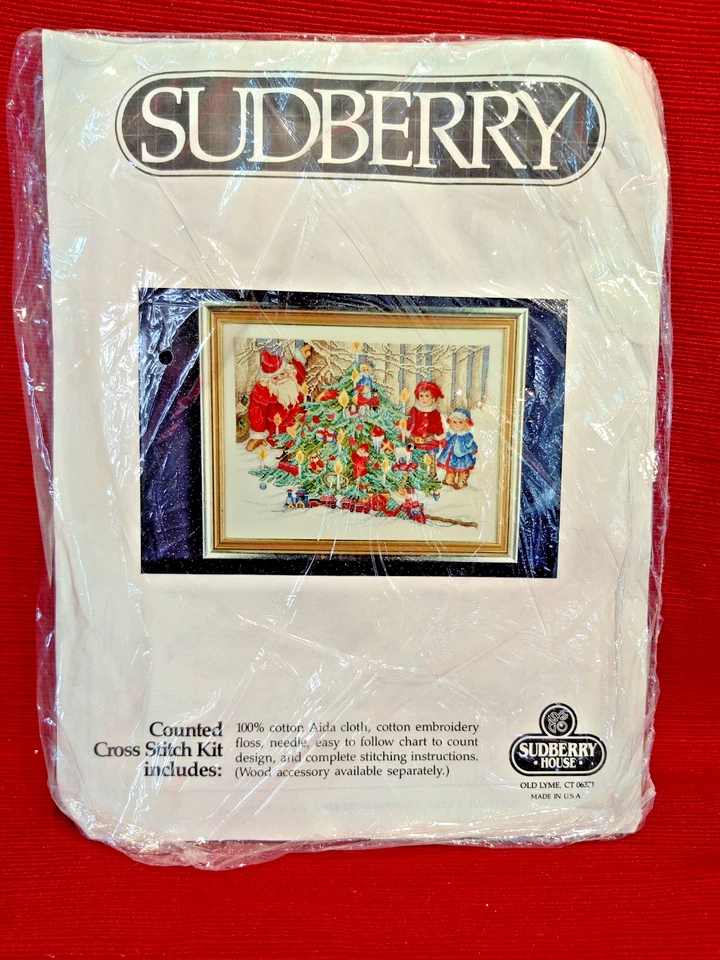 SUDBERRY
Counted
Cross Stitch Kit
includes:
100% cotton Aida cloth, cotton embroidery
floss, needle, easy to follow chart to count
design, and complete stitching instructions.
(Wood accessory available separately.)
SUDBERRY
· HOUSE ·
OLD LYME, CT 06371
MADE IN U.S.A.